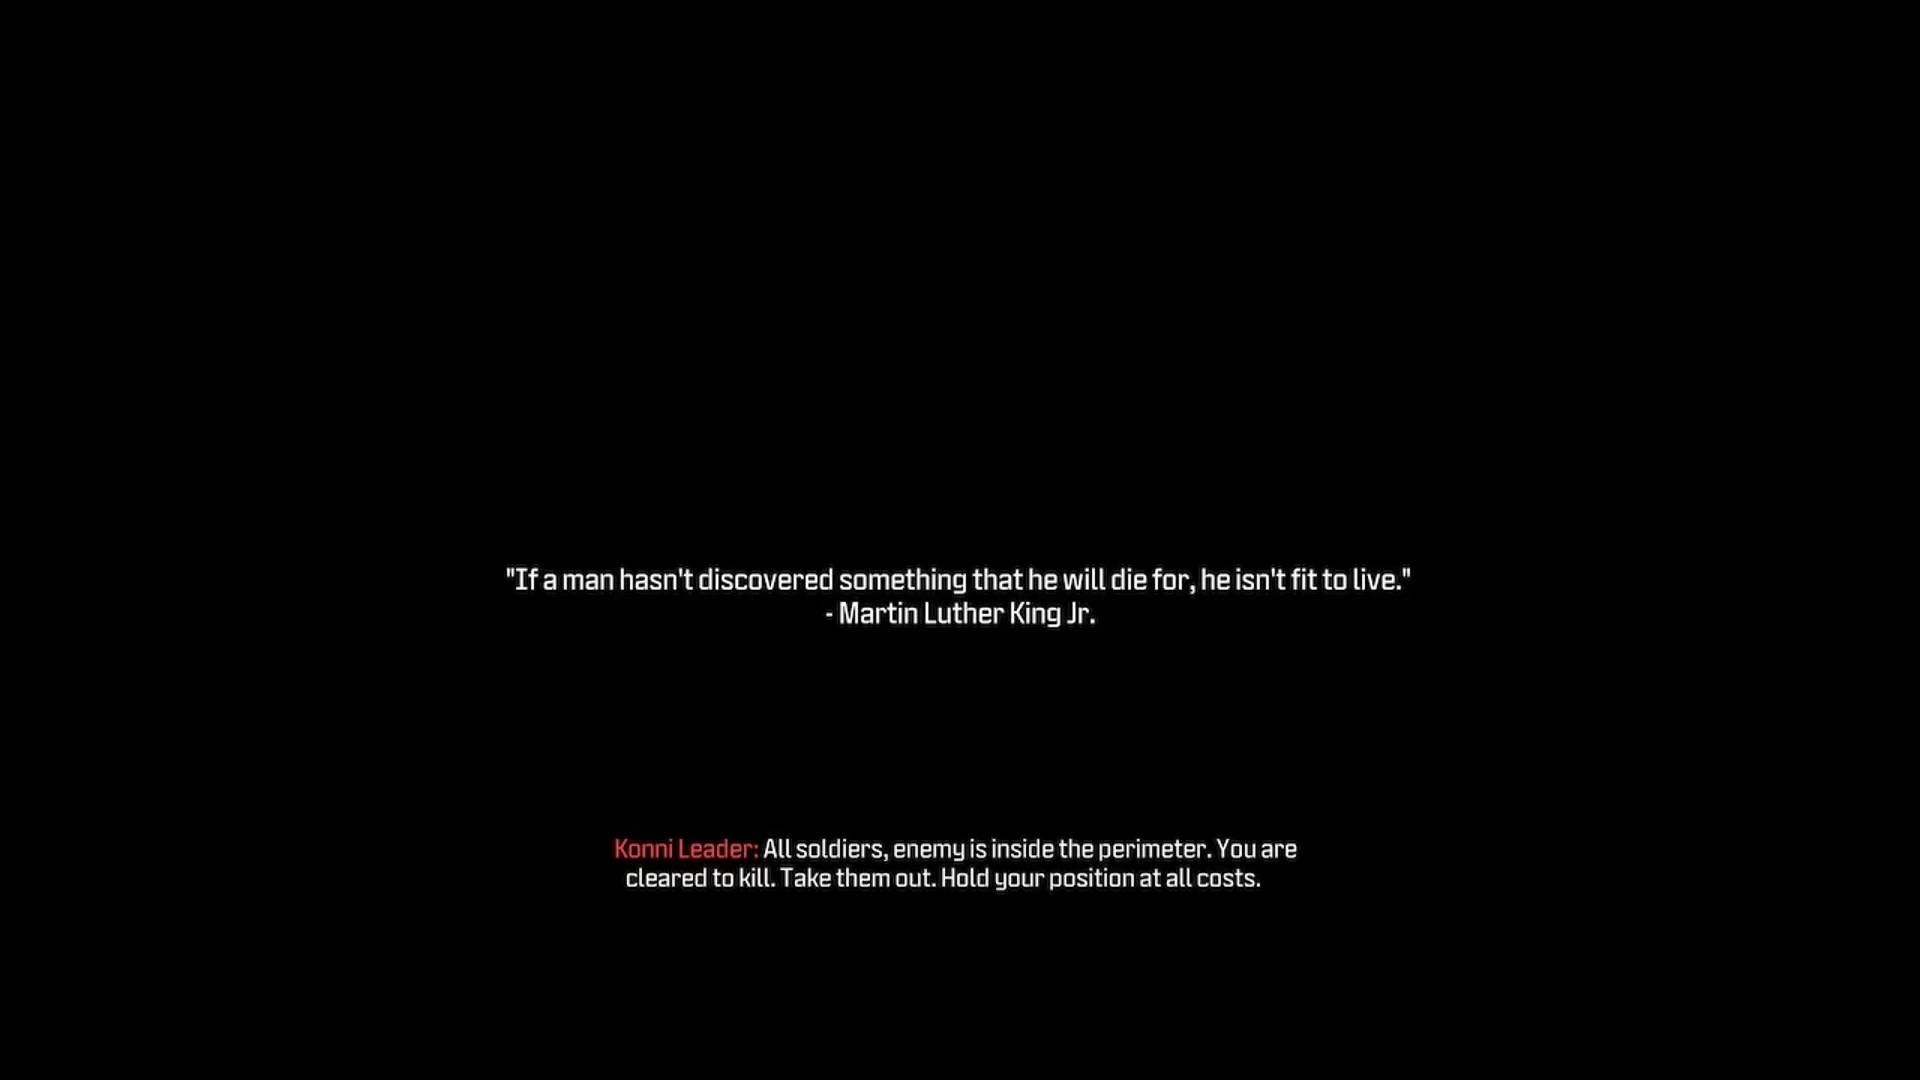 "If a man hasn't discovered something that he will die for, he isn't fit to live."
- Martin Luther King Jr.
Konni Leader: All soldiers, enemy is inside the perimeter. You are
cleared to kill. Take them out. Hold your position at all costs.